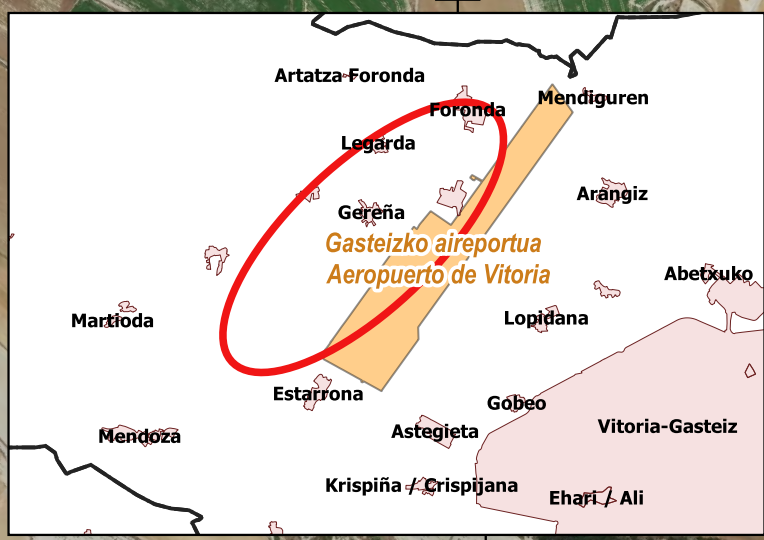 Artatza Foronda
Mendiguren
Foronda
Legarda
Arangiz
Gereña
Gasteizko aireportua
Aeropuerto de Vitoria
Abetxuko
Martioda
Lopidana
Estarrona
Gobeo
Vitoria-Gasteiz
Astegieta
Mendoza
Krispiña / Crispijana
Ehari / Ali